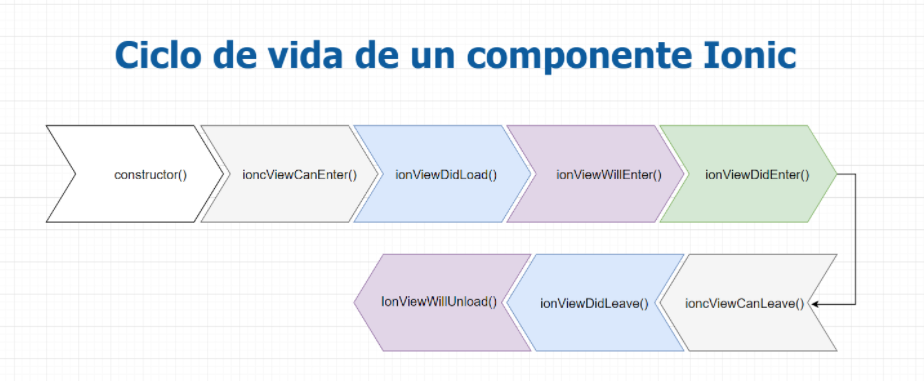 Ciclo de vida de un componente Ionic
constructor()
ioncViewCanEnter()
ionViewDidLoad()
ionViewWillEnter()
ionViewDidEnter()
ioncViewCanLeave()
ionViewDidLeave()
IonViewWillUnload()